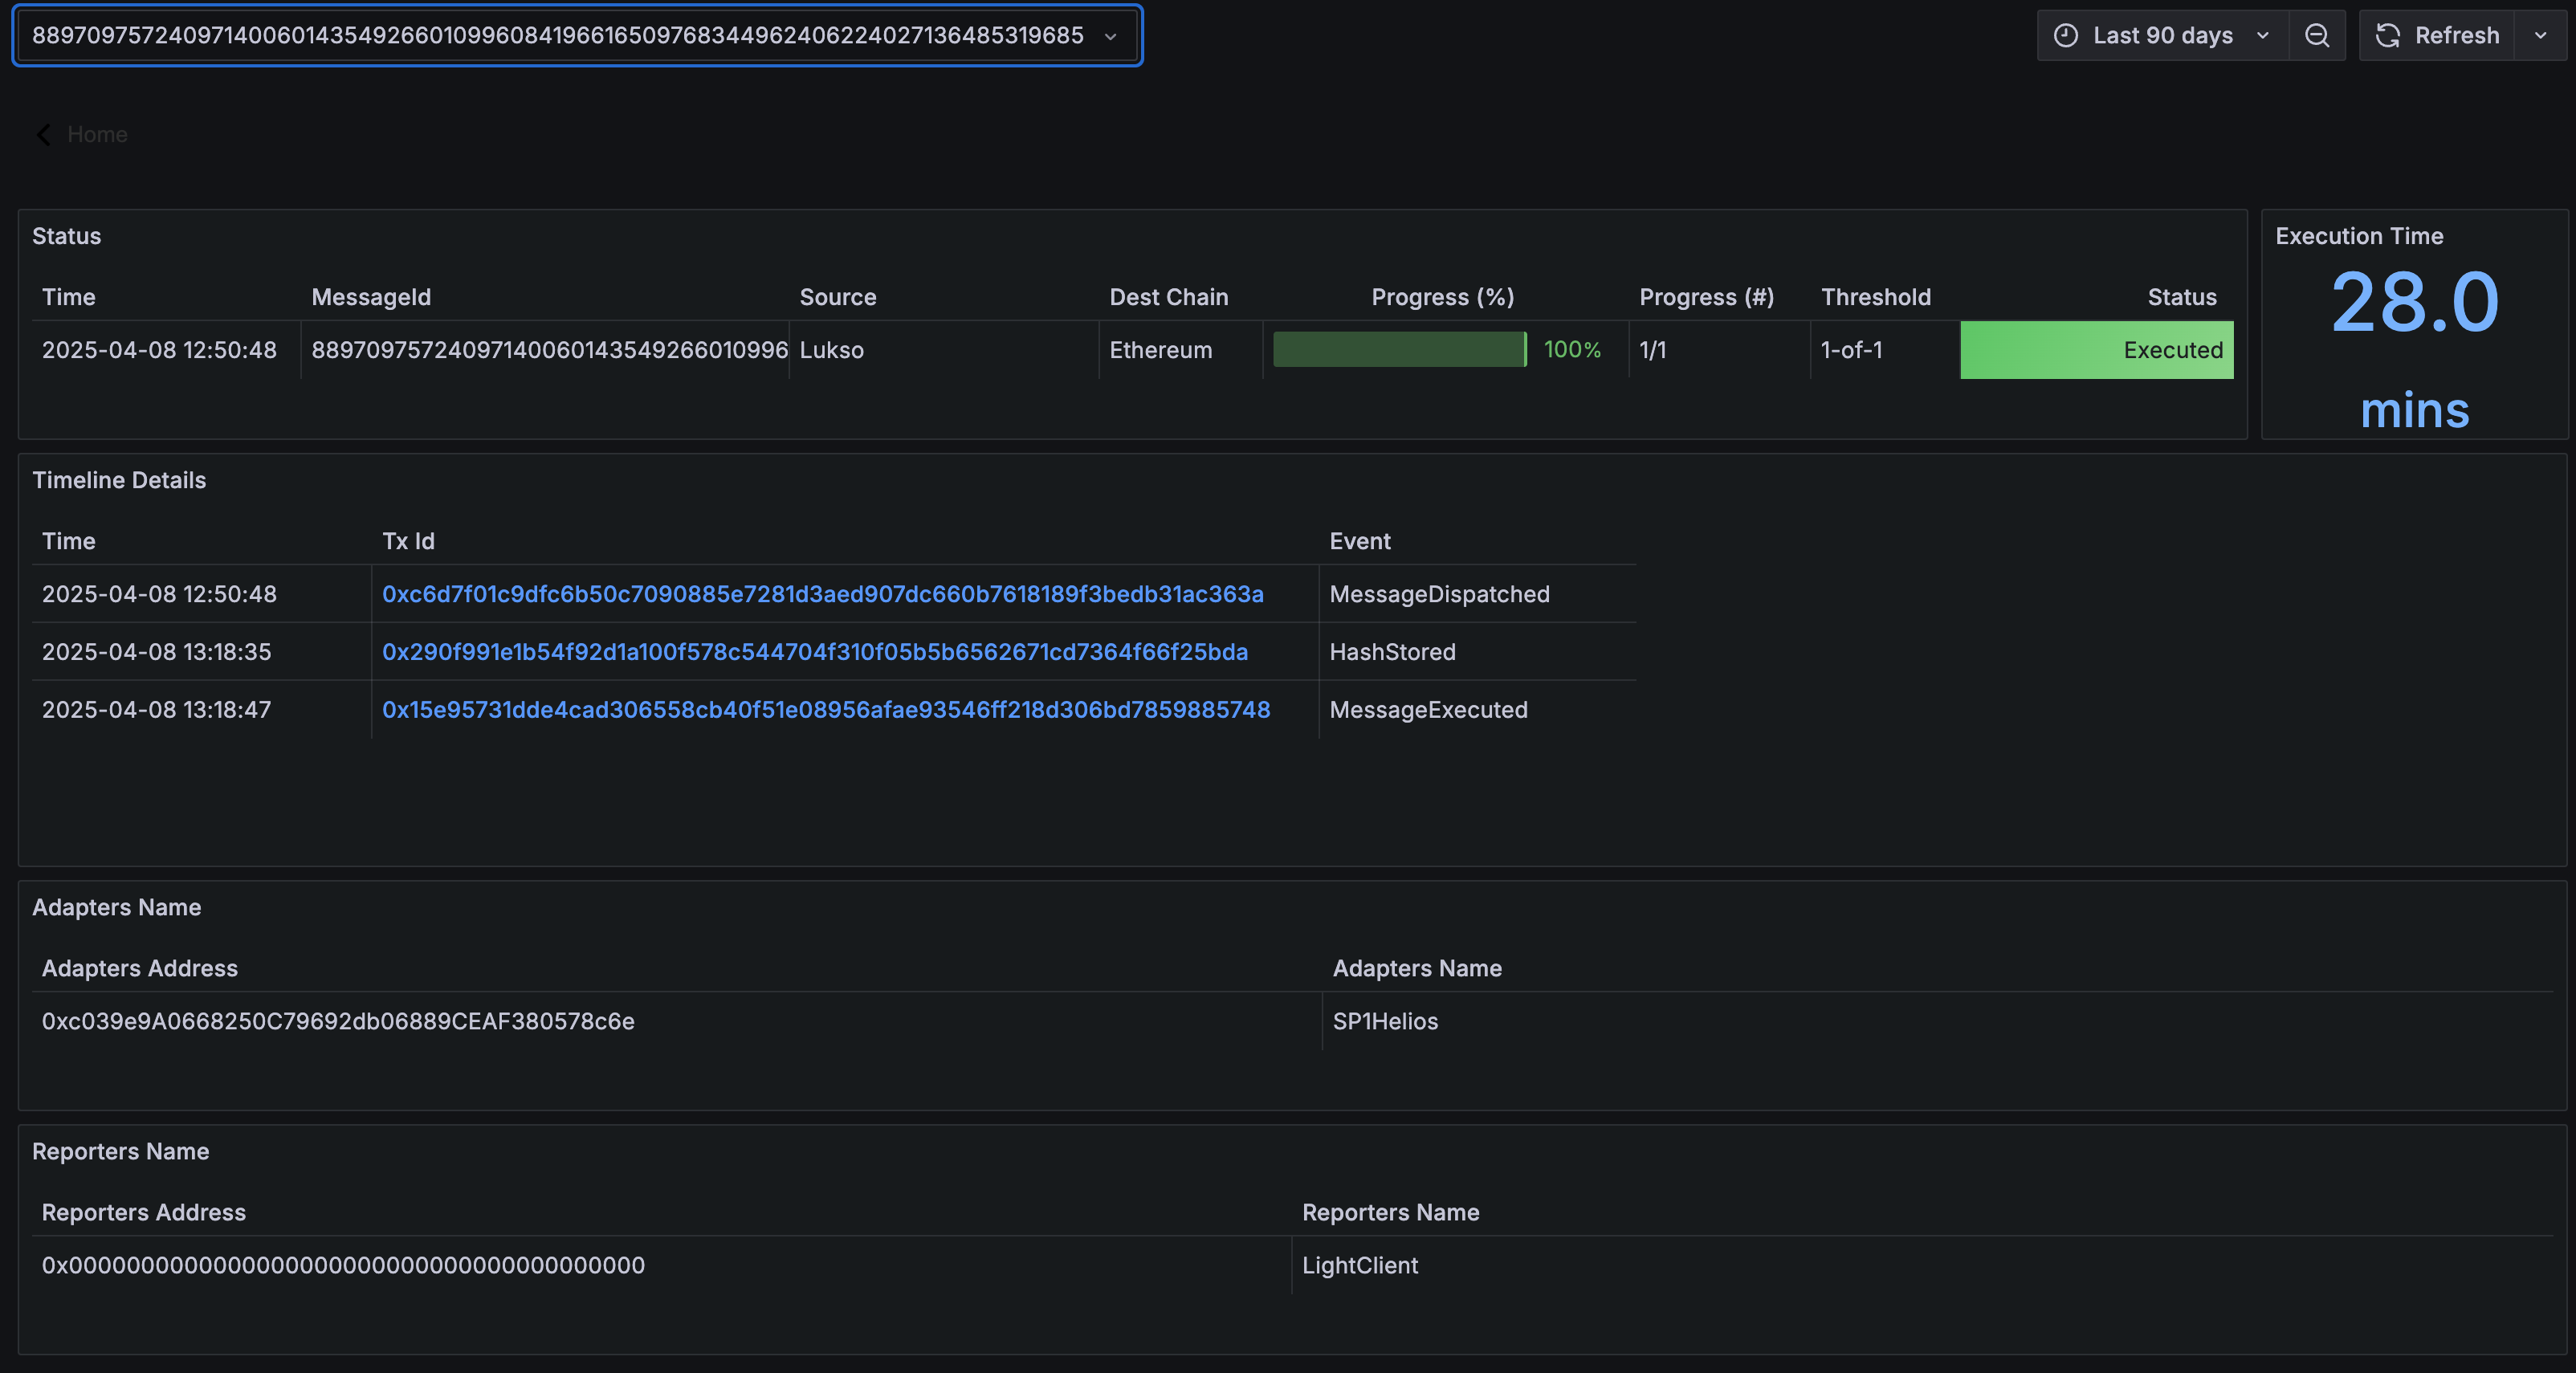 88970975724097140060143549266010996084196616509768344962406224027136485319685
Last 90 days
Refresh
Home
Status
Time MessageId Source Dest Chain Progress (%) Progress (#) Threshold Status
2025-04-08 12:50:48 88970975724097140060143549266010996 Lukso Ethereum 100% 1/1 1-of-1 Executed
Execution Time
28.0
mins
Timeline Details
Time Tx Id Event
2025-04-08 12:50:48 0xc6d7f01c9dfc6b50c7090885e7281d3aed907dc660b7618189f3bedb31ac363a MessageDispatched
2025-04-08 13:18:35 0x290f991e1b54f92d1a100f578c544704f310f05b5b6562671cd7364f66f25bda HashStored
2025-04-08 13:18:47 0x15e95731dde4cad306558cb40f51e08956afae93546ff218d306bd7859885748 MessageExecuted
Adapters Name
Adapters Address Adapters Name
0xc039e9A0668250C79692db06889CEAF380578c6e SP1Helios
Reporters Name
Reporters Address Reporters Name
0x0000000000000000000000000000000000000000 LightClient